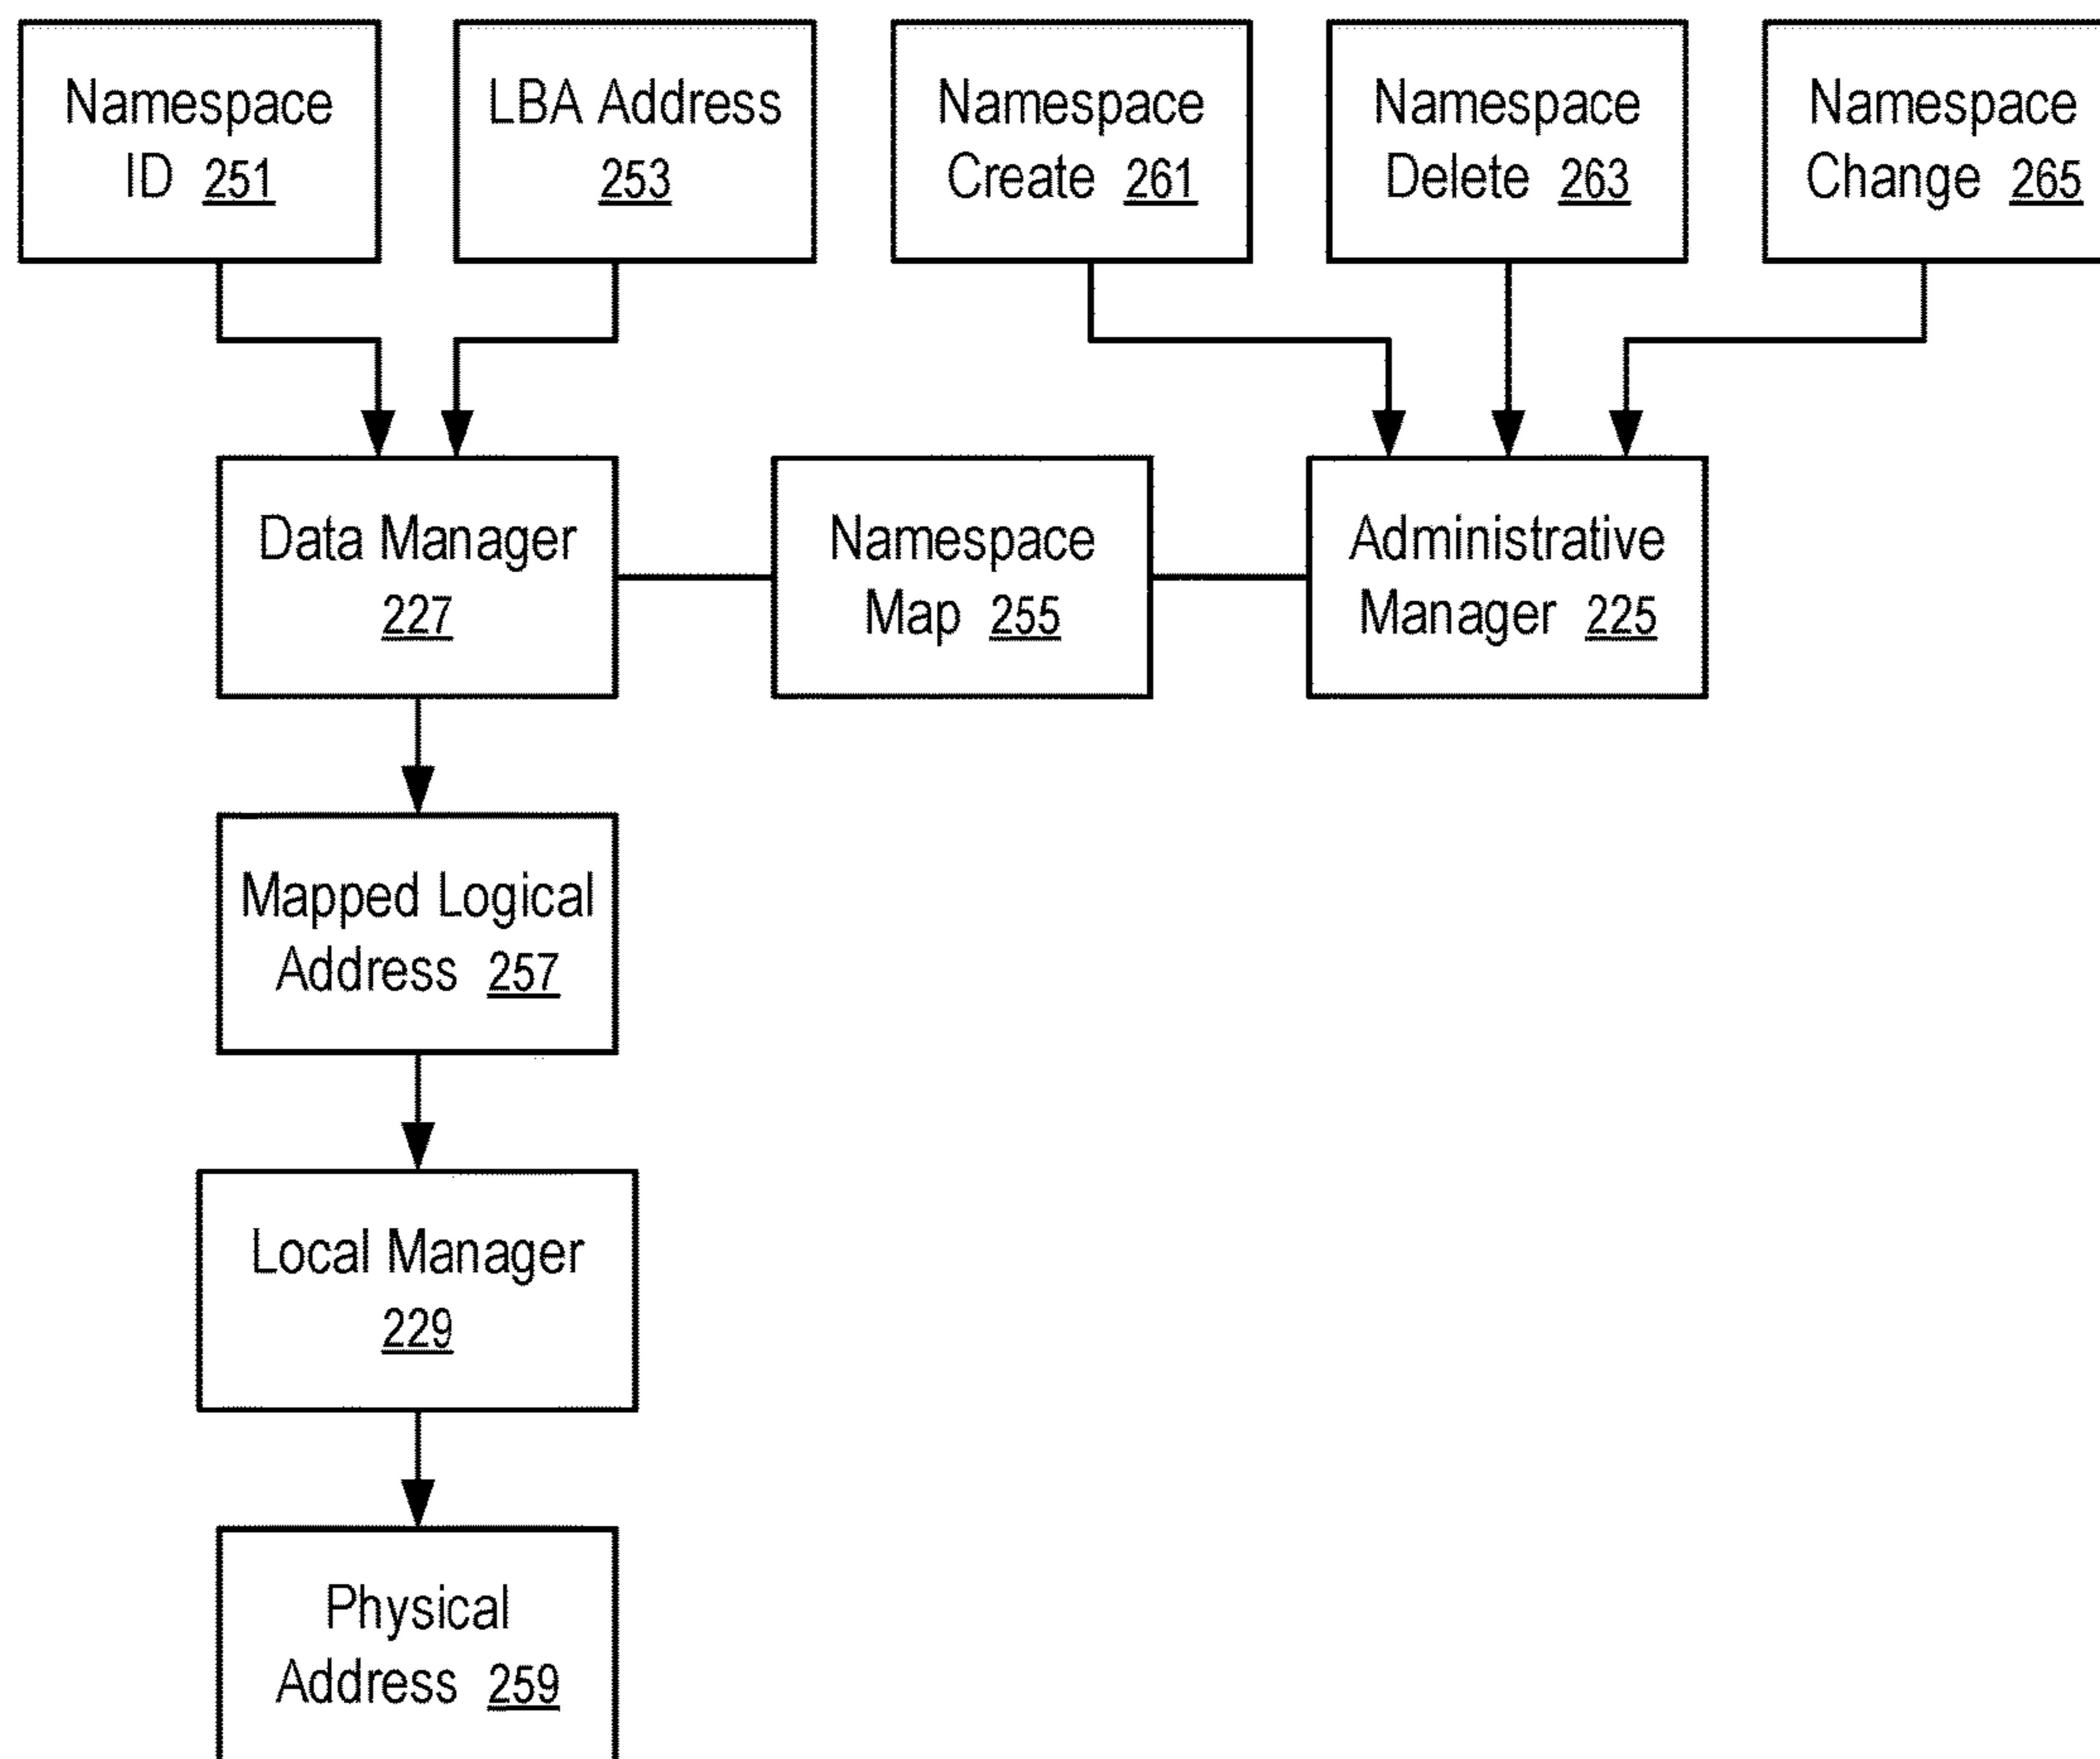 Namespace
ID 251
LBA Address
253
Namespace
Create 261
Namespace
Delete 263
Namespace
Change 265
Data Manager
227
Namespace
Map 255
Administrative
Manager 225
Mapped Logical
Address 257
Local Manager
229
Physical
Address 259